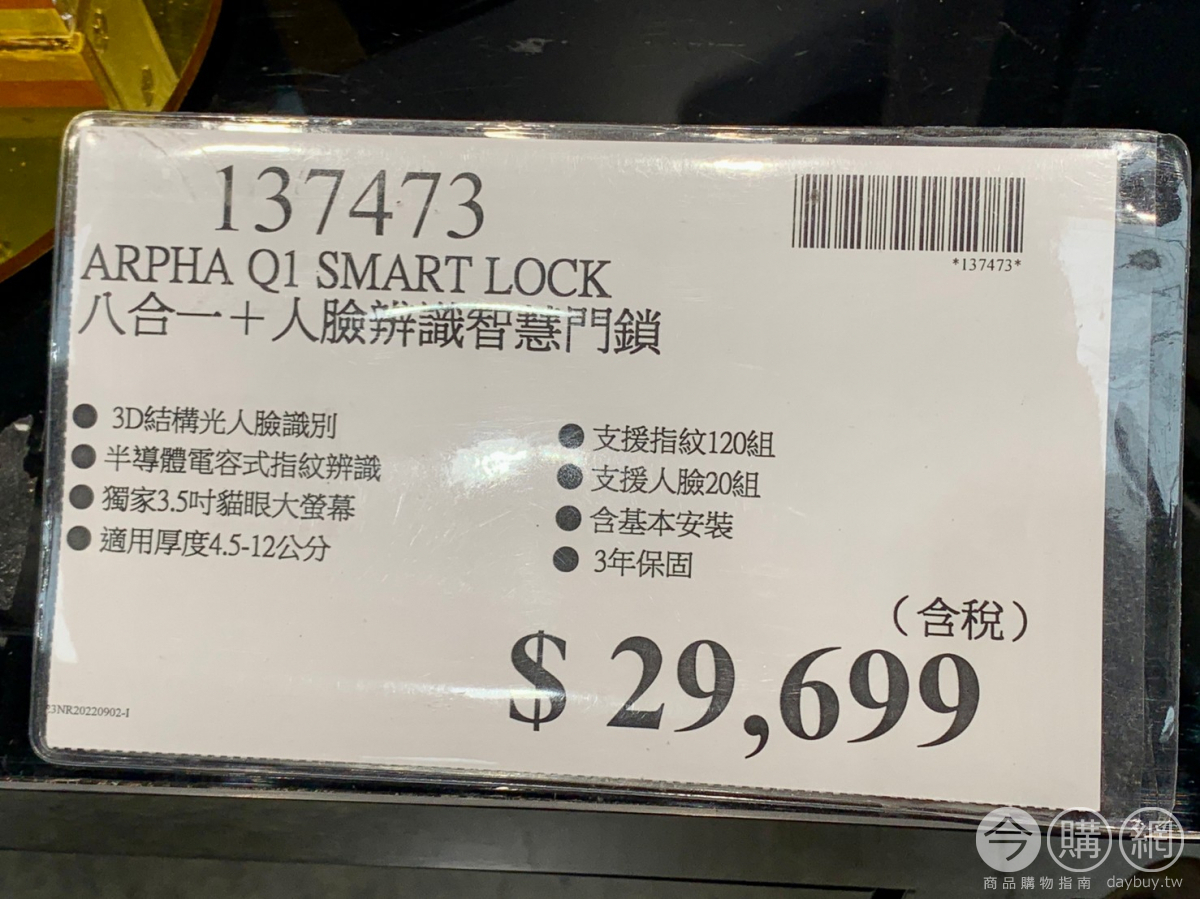 137473
*137473*
ARPHA Q1 SMART LOCK
八合一＋人臉辨識智慧門鎖
● 3D結構光人臉識別
● 半導體電容式指紋辨識
● 獨家3.5吋貓眼大螢幕
● 適用厚度4.5-12公分
● 支援指紋120組
● 支援人臉20組
● 含基本安裝
● 3年保固
（含稅）
$ 29,699
23NR20220902-I
今購網
商品購物指南 daybuy.tw